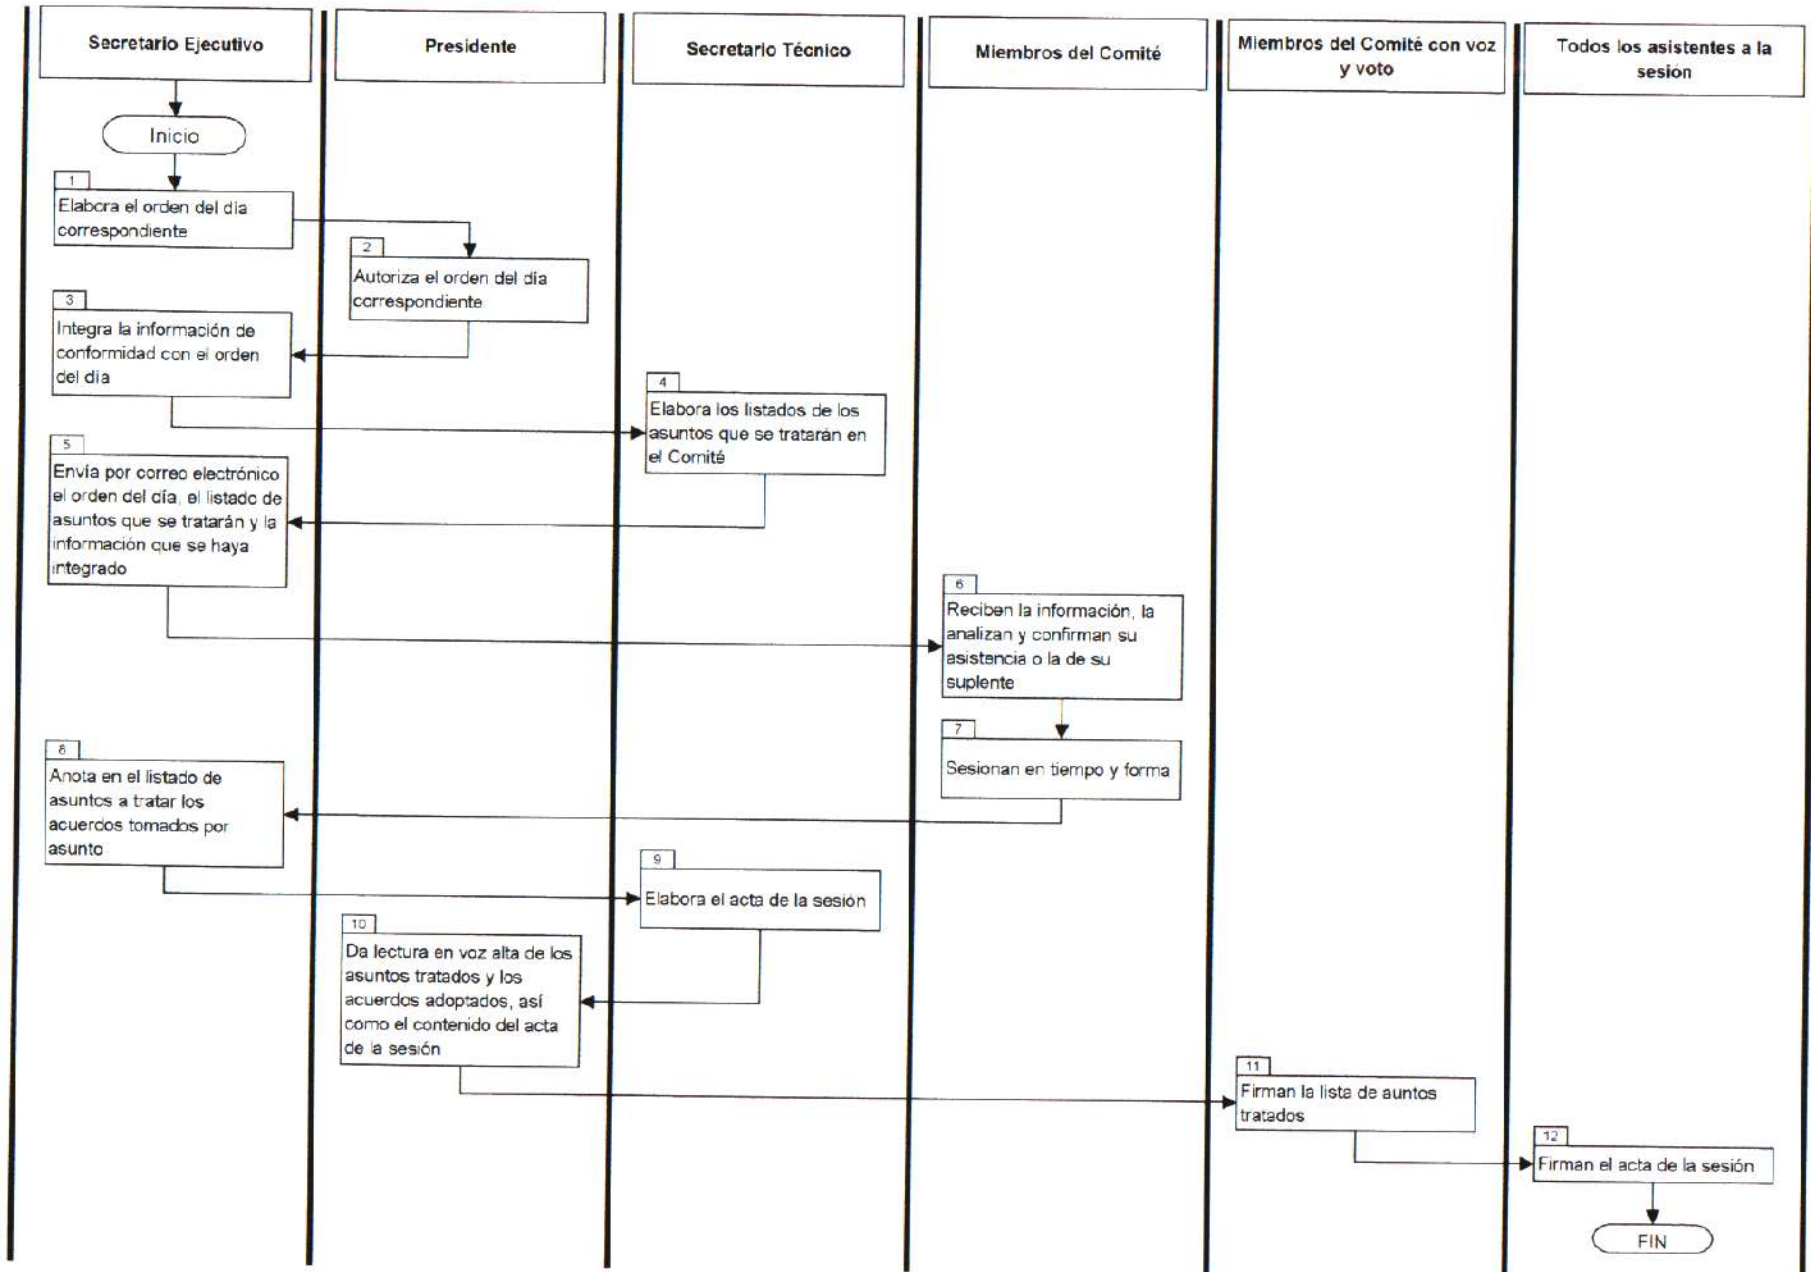 Secretario Ejecutivo
Presidente
Secretario Técnico
Miembros del Comité
Miembros del Comité con voz
y voto
Todos los asistentes a la
sesión
Inicio
1
Elabora el orden del día
correspondiente
2
Autoriza el orden del día
correspondiente
3
Integra la información de
conformidad con el orden
del día
4
Elabora los listados de los
asuntos que se tratarán en
el Comité
5
Envía por correo electrónico
el orden del día, el listado de
asuntos que se tratarán y la
información que se haya
integrado
6
Reciben la información, la
analizan y confirman su
asistencia o la de su
suplente
7
Sesionan en tiempo y forma
8
Anota en el listado de
asuntos a tratar los
acuerdos tomados por
asunto
9
Elabora el acta de la sesión
10
Da lectura en voz alta de los
asuntos tratados y los
acuerdos adoptados, así
como el contenido del acta
de la sesión
11
Firman la lista de auntos
tratados
12
Firman el acta de la sesión
FIN